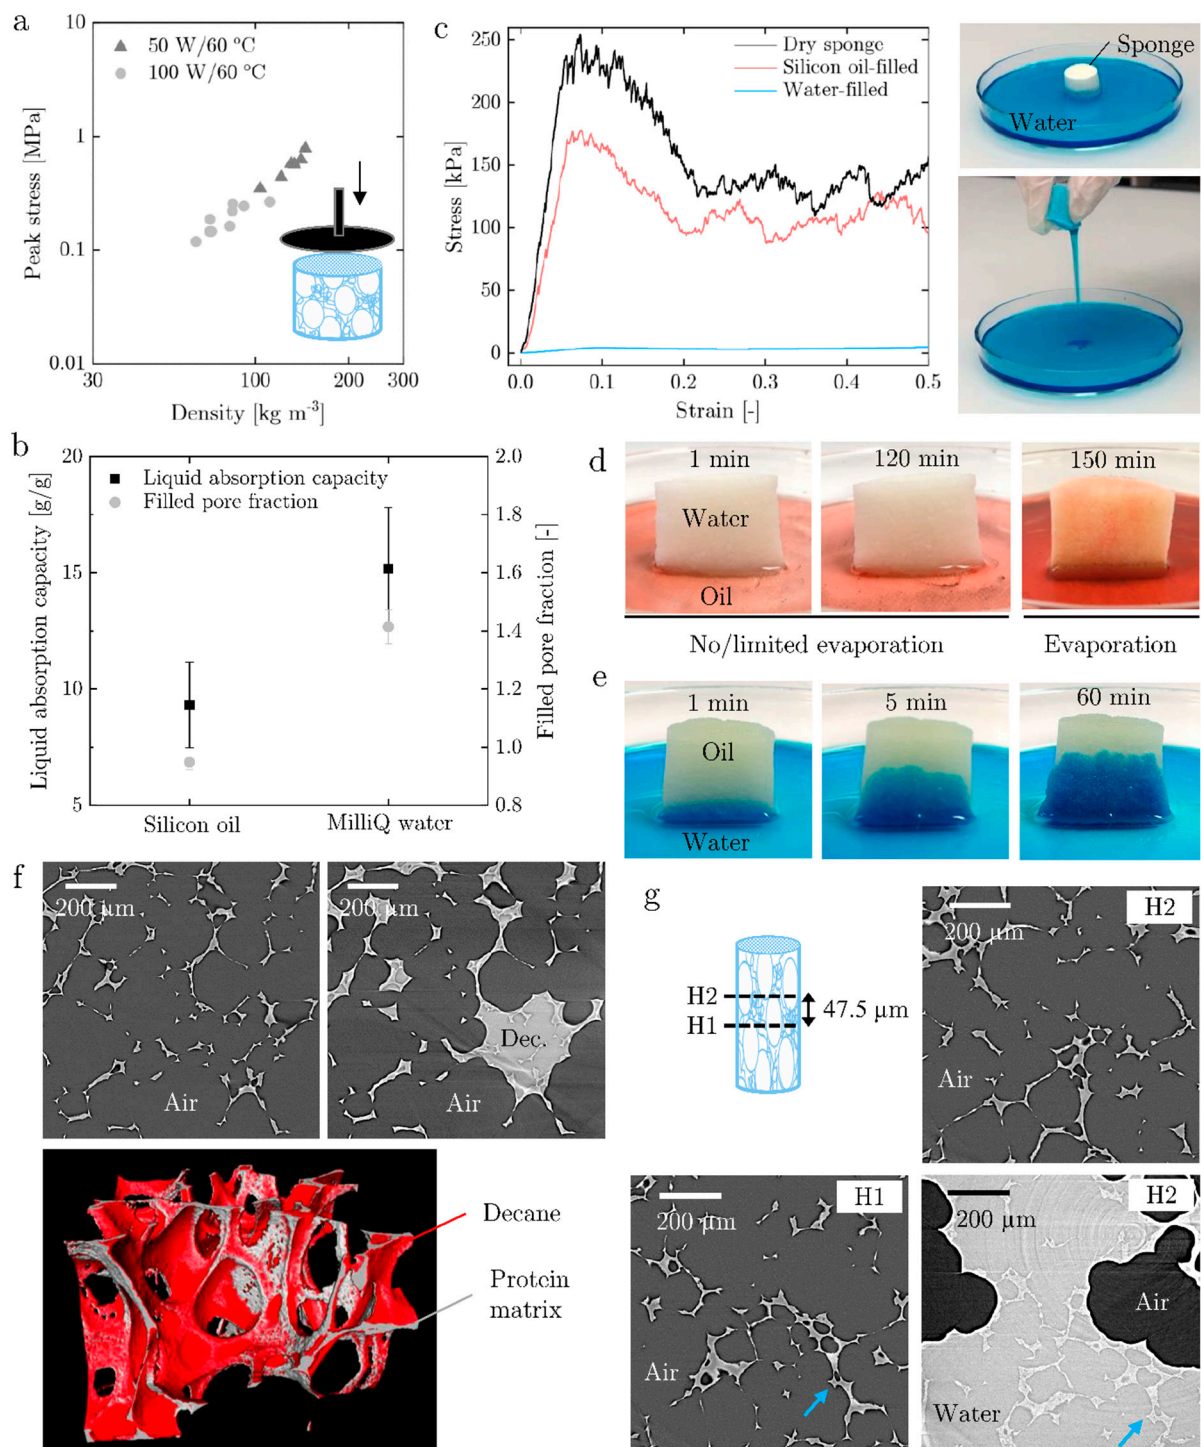 a
10
1
0.1
0.01
Peak stress [MPa]
50 W/60 °C
100 W/60 °C
30
100
200
300
Density [kg m-3]
c
250
200
150
100
50
0
Stress [kPa]
Dry sponge
Silicon oil-filled
Water-filled
0.0
0.1
0.2
0.3
0.4
0.5
Strain [-]
Sponge
Water
b
20
15
10
5
Liquid absorption capacity [g/g]
Liquid absorption capacity
Filled pore fraction
2.0
1.8
1.6
1.4
1.2
1.0
0.8
Filled pore fraction [-]
Silicon oil
MilliQ water
d
1 min
120 min
150 min
Water
Oil
No/limited evaporation
Evaporation
e
1 min
5 min
60 min
Oil
Water
f
200 µm
Air
200 µm
Dec.
Air
Decane
Protein
matrix
g
H2
H1
47.5 µm
H2
200 µm
Air
H1
200 µm
Air
H2
200 µm
Air
Water